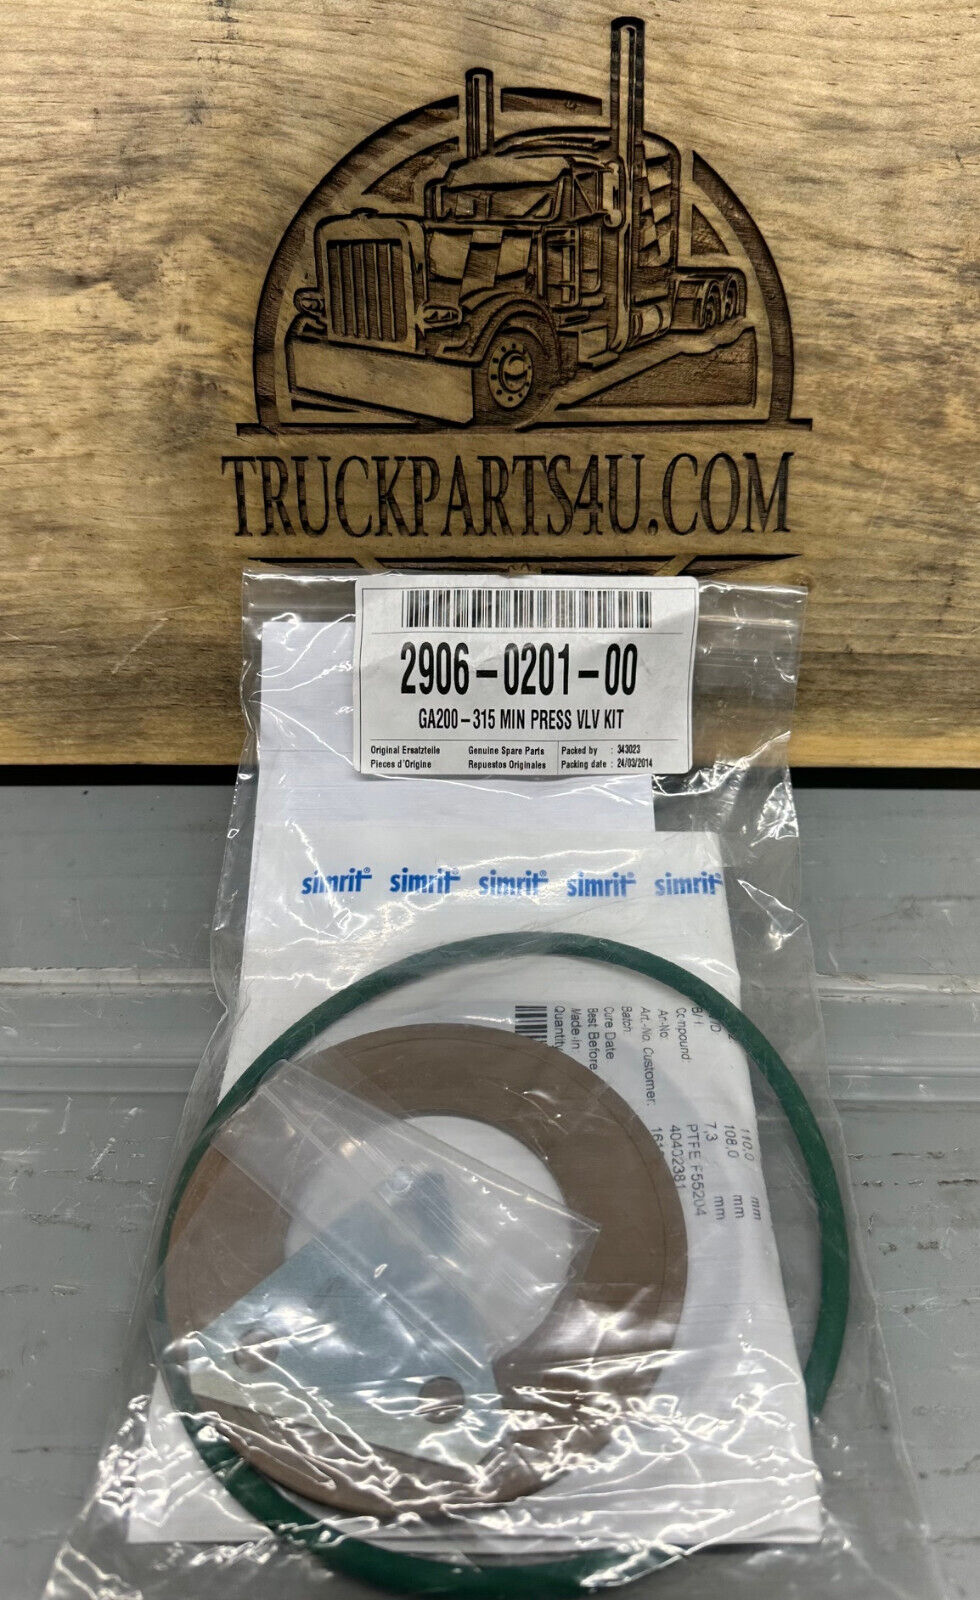 TRUCKPARTS4U.COM
2906-0201-00
GA200-315 MIN PRESS VLV KIT
Original Ersatzteile Genuine Spare Parts Packed by : 343023
Pieces d'Origine Repuestos Originales Packing date : 24/03/2014
simrit® simrit® simrit® simrit® simrit®
110,0 mm
108,0 mm
7,3 mm
Compound: PTFE F55204
Art-No: 40402381
Art.-No. Customer:
Batch:
Cure Date:
Best Before
Made-in:
Quantity